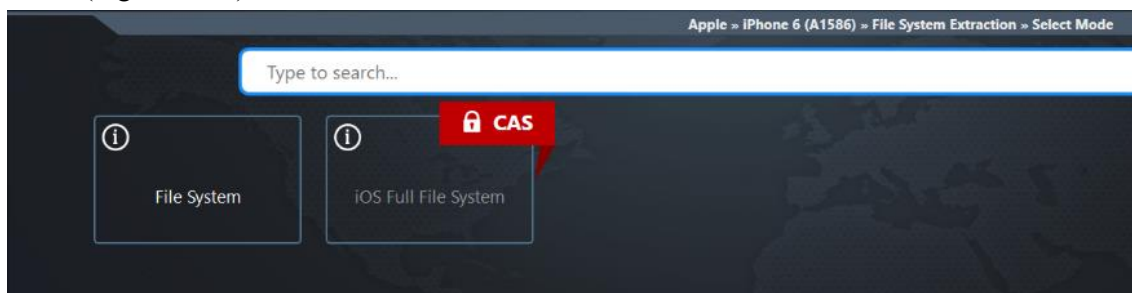 Apple » iPhone 6 (A1586) » File System Extraction » Select Mode
Type to search...
CAS
File System
iOS Full File System